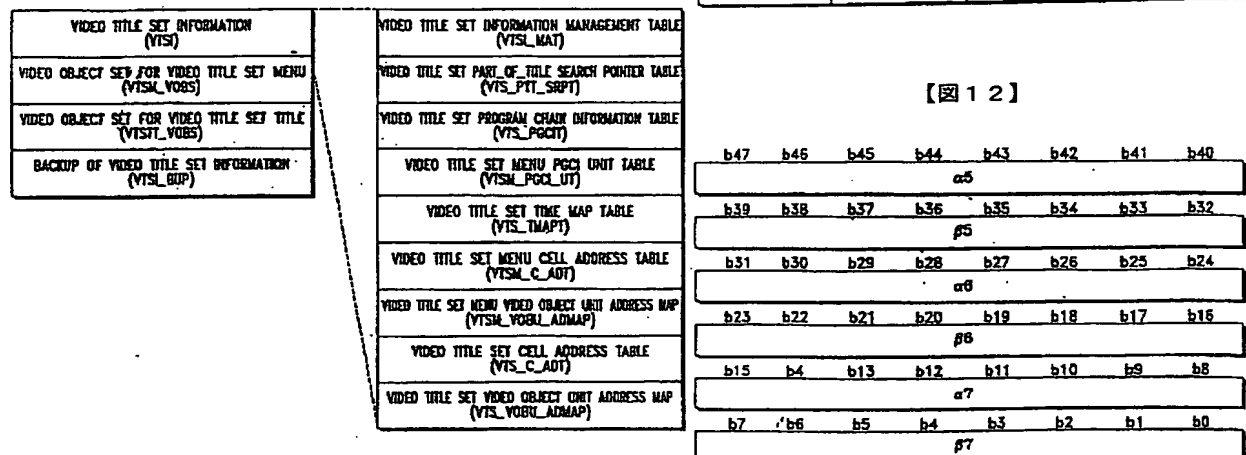 VIDEO TITLE SET INFORMATION
(VTSI)
VIDEO OBJECT SET FOR VIDEO TITLE SET MENU
(VTSM_VOBS)
VIDEO OBJECT SET FOR VIDEO TITLE SET TITLE
(VTSTT_VOBS)
BACKUP OF VIDEO TITLE SET INFORMATION
(VTSI_BUP)
VIDEO TITLE SET INFORMATION MANAGEMENT TABLE
(VTSI_MAT)
VIDEO TITLE SET PART_OF_TITLE SEARCH POINTER TABLE
(VTS_PTT_SRPT)
VIDEO TITLE SET PROGRAM CHAIN INFORMATION TABLE
(VTS_PGCIT)
VIDEO TITLE SET MENU PGCI UNIT TABLE
(VTSM_PGCI_UT)
VIDEO TITLE SET TIME MAP TABLE
(VTS_TMAPT)
VIDEO TITLE SET MENU CELL ADDRESS TABLE
(VTSM_C_ADT)
VIDEO TITLE SET MENU VIDEO OBJECT UNIT ADDRESS MAP
(VTSM_VOBU_ADMAP)
VIDEO TITLE SET CELL ADDRESS TABLE
(VTS_C_ADT)
VIDEO TITLE SET VIDEO OBJECT UNIT ADDRESS MAP
(VTS_VOBU_ADMAP)
【図12】
b47 b46 b45 b44 b43 b42 b41 b40
α5
b39 b38 b37 b36 b35 b34 b33 b32
β5
b31 b30 b29 b28 b27 b26 b25 b24
α6
b23 b22 b21 b20 b19 b18 b17 b16
β6
b15 b4 b13 b12 b11 b10 b9 b8
α7
b7 b6 b5 b4 b3 b2 b1 b0
β7